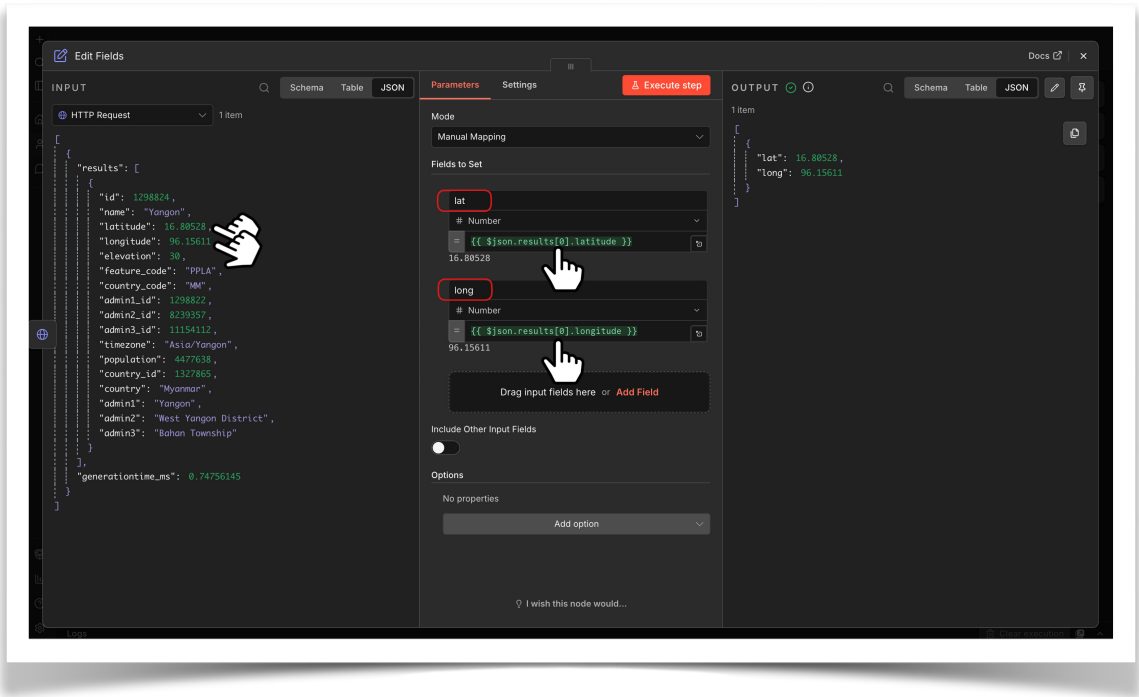 Edit Fields
Docs
INPUT
Schema Table JSON
HTTP Request
1 item
[
{
"results": [
{
"id": 1298824,
"name": "Yangon",
"latitude": 16.80528,
"longitude": 96.15611
"elevation": 30,
"feature_code": "PPLA",
"country_code": "MM",
"admin1_id": 1298822,
"admin2_id": 8239357,
"admin3_id": 11154112,
"timezone": "Asia/Yangon",
"population": 4477638,
"country_id": 1327865,
"country": "Myanmar",
"admin1": "Yangon",
"admin2": "West Yangon District",
"admin3": "Bahan Township"
}
],
"generationtime_ms": 0.74756145
}
]
Parameters Settings
Execute step
Mode
Manual Mapping
Fields to Set
lat
# Number
= {{ $json.results[0].latitude }}
16.80528
long
# Number
= {{ $json.results[0].longitude }}
96.15611
Drag input fields here or Add Field
Include Other Input Fields
Options
No properties
Add option
I wish this node would...
OUTPUT
Schema Table JSON
1 item
[
{
"lat": 16.80528,
"long": 96.15611
}
]
Logs
Clear execution